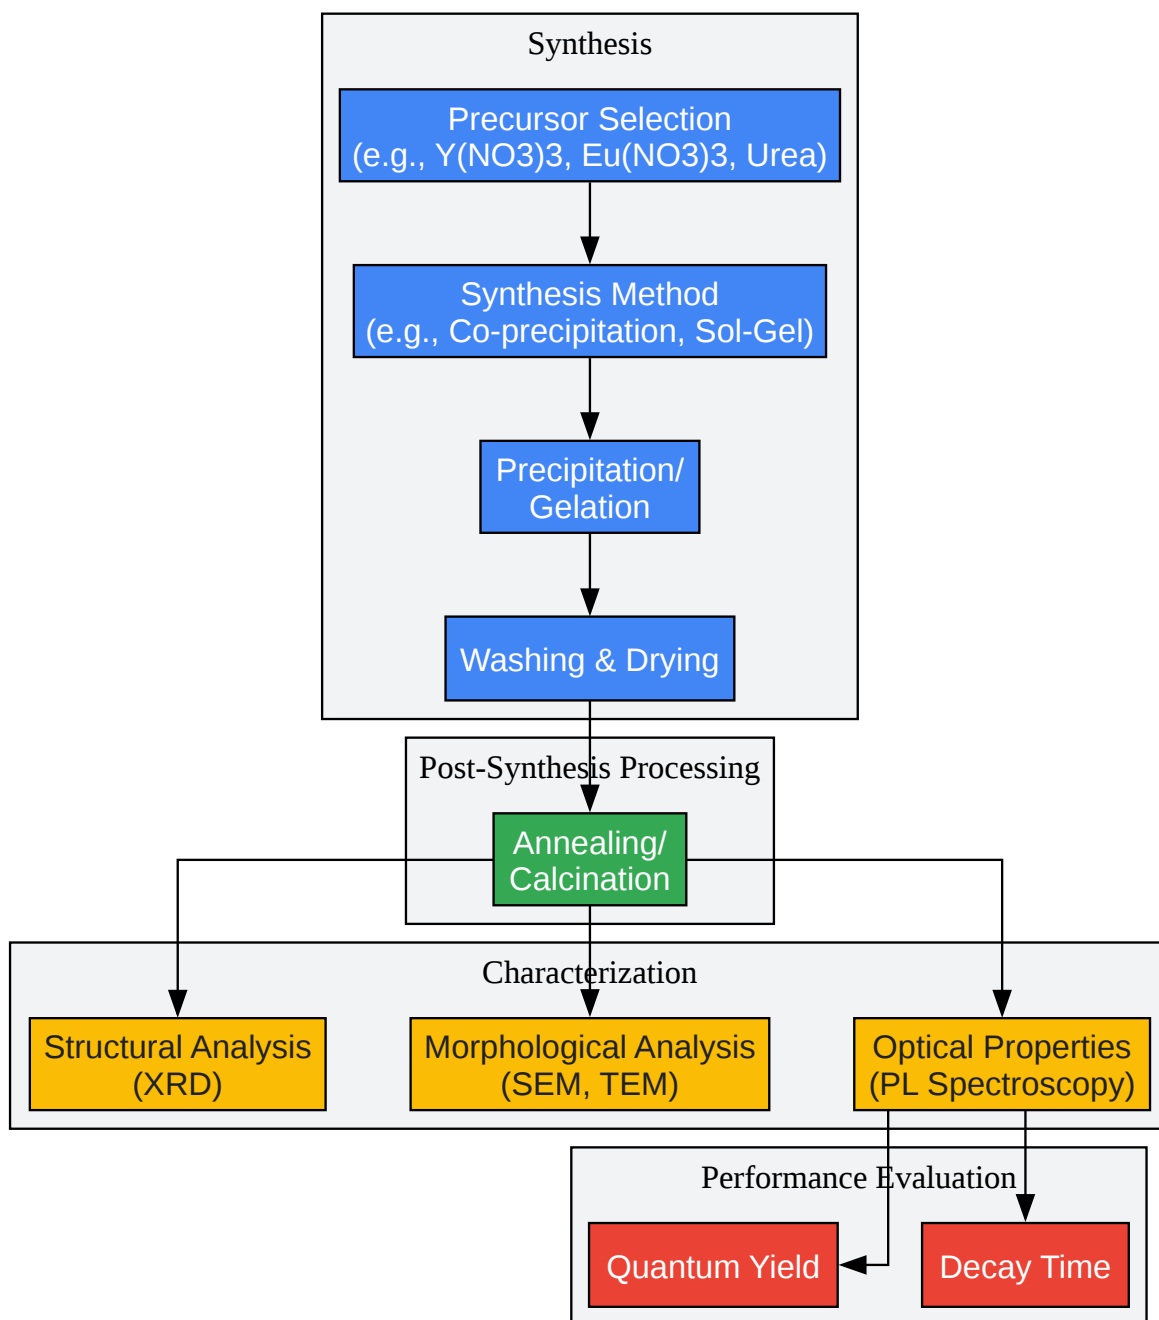 Synthesis
Precursor Selection
(e.g., Y(NO3)3, Eu(NO3)3, Urea)
Synthesis Method
(e.g., Co-precipitation, Sol-Gel)
Precipitation/
Gelation
Washing & Drying
Post-Synthesis Processing
Annealing/
Calcination
Characterization
Structural Analysis
(XRD)
Morphological Analysis
(SEM, TEM)
Optical Properties
(PL Spectroscopy)
Performance Evaluation
Quantum Yield
Decay Time